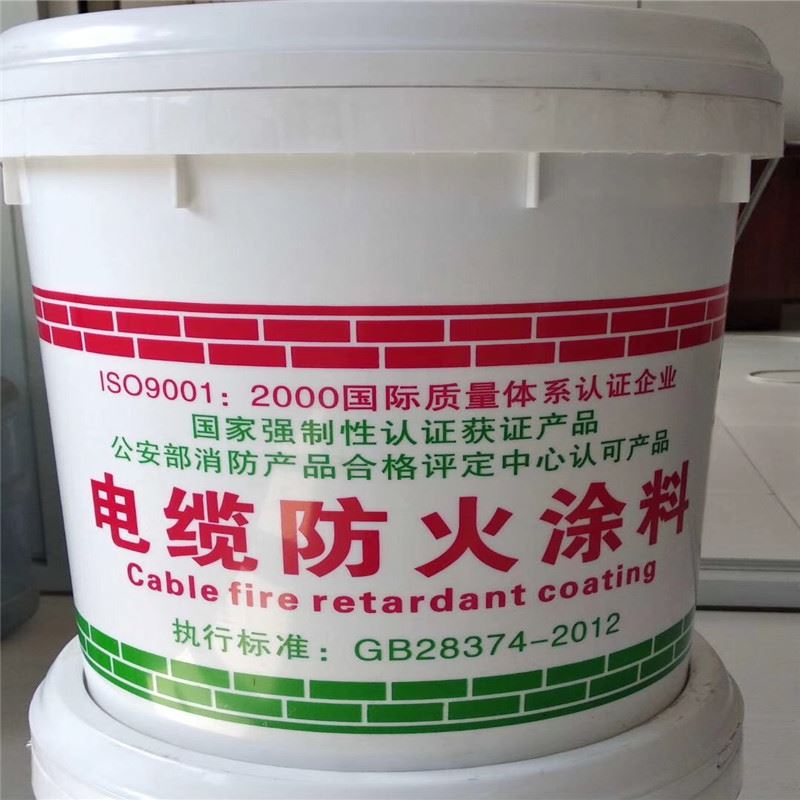 ISO9001：2000国际质量体系认证企业
国家强制性认证获证产品
公安部消防产品合格评定中心认可产品
电缆防火涂料
Cable fire retardant coating
执行标准：GB28374-2012